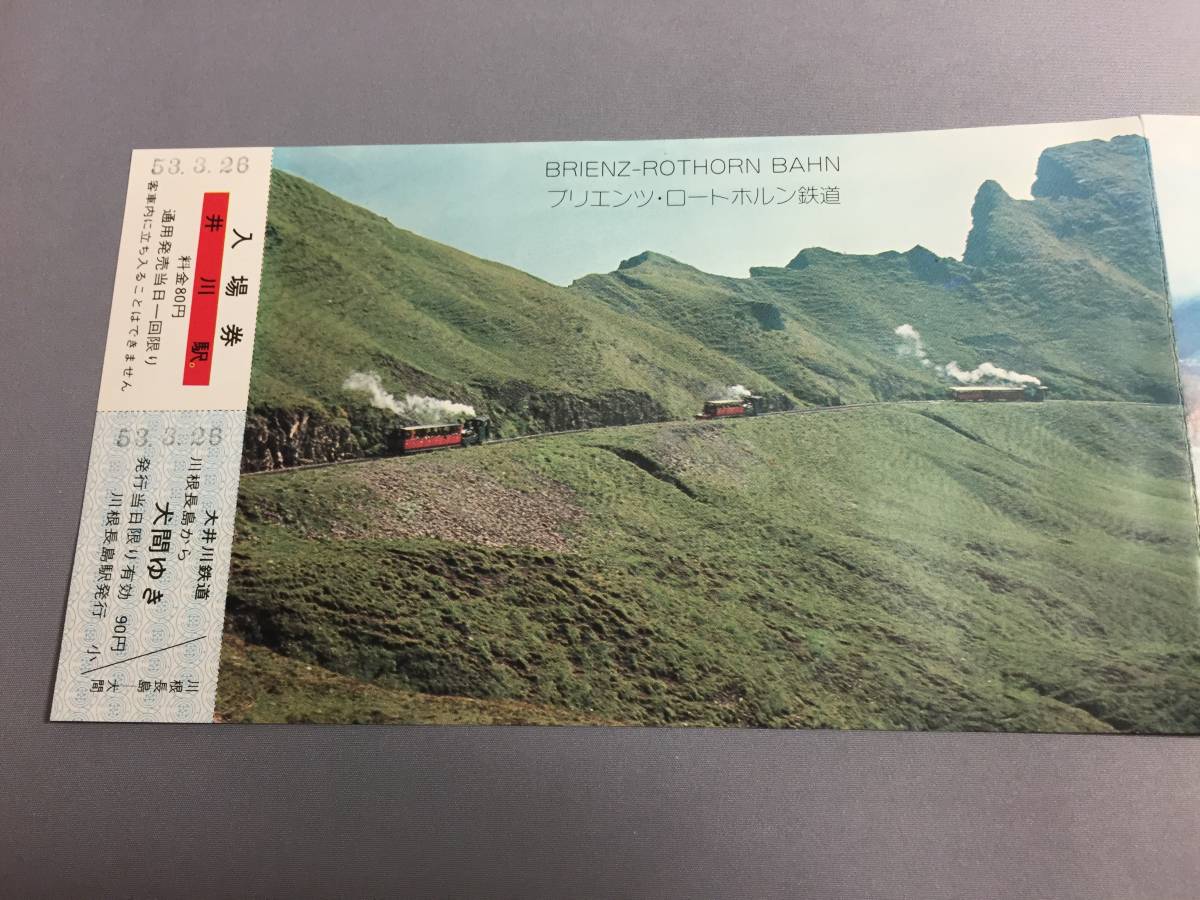 BRIENZ-ROTHORN BAHN
ブリエンツ・ロートホルン鉄道
53.3.26
入場券
井川駅。
料金80円
通用発売当日一回限り
客車内に立ち入ることはできません
53.3.26
大井川鉄道
川根長島から
犬間ゆき
発行当日限り有効 90円
川根長島駅発行
小
川根長島
犬間